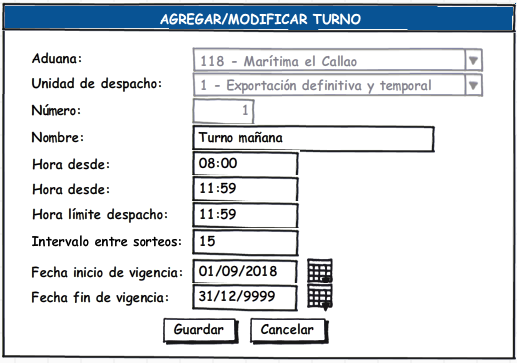 AGREGAR/MODIFICAR TURNO
Aduana: 118 - Marítima el Callao
Unidad de despacho: 1 - Exportación definitiva y temporal
Número: 1
Nombre: Turno mañana
Hora desde: 08:00
Hora desde: 11:59
Hora límite despacho: 11:59
Intervalo entre sorteos: 15
Fecha inicio de vigencia: 01/09/2018
Fecha fin de vigencia: 31/12/9999
Guardar Cancelar